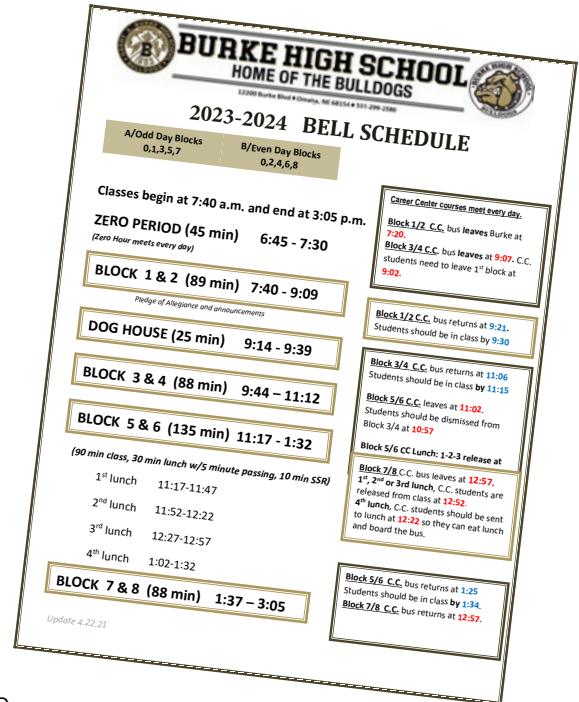 BURKE HIGH SCHOOL
HOME OF THE BULLDOGS
12200 Burke Blvd • Omaha, NE 68154 • 531-299-2580
2023-2024 BELL SCHEDULE
A/Odd Day Blocks
0,1,3,5,7
B/Even Day Blocks
0,2,4,6,8
Classes begin at 7:40 a.m. and end at 3:05 p.m.
ZERO PERIOD (45 min) 6:45 - 7:30
(Zero Hour meets every day)
BLOCK 1 & 2 (89 min) 7:40 - 9:09
Pledge of Allegiance and announcements
DOG HOUSE (25 min) 9:14 - 9:39
BLOCK 3 & 4 (88 min) 9:44 – 11:12
BLOCK 5 & 6 (135 min) 11:17 - 1:32
(90 min class, 30 min lunch w/5 minute passing, 10 min SSR)
1st lunch 11:17-11:47
2nd lunch 11:52-12:22
3rd lunch 12:27-12:57
4th lunch 1:02-1:32
BLOCK 7 & 8 (88 min) 1:37 – 3:05
Update 4.22.21
Career Center courses meet every day.
Block 1/2 C.C. bus leaves Burke at
7:20.
Block 3/4 C.C. bus leaves at 9:07. C.C.
students need to leave 1st block at
9:02.
Block 1/2 C.C. bus returns at 9:21.
Students should be in class by 9:30
Block 3/4 C.C. bus returns at 11:06
Students should be in class by 11:15
Block 5/6 C.C. leaves at 11:02.
Students should be dismissed from
Block 3/4 at 10:57
Block 5/6 CC Lunch: 1-2-3 release at
Block 7/8 C.C. bus leaves at 12:57.
1st, 2nd or 3rd lunch, C.C. students are
released from class at 12:52.
4th lunch, C.C. students should be sent
to lunch at 12:22 so they can eat lunch
and board the bus.
Block 5/6 C.C. bus returns at 1:25
Students should be in class by 1:34.
Block 7/8 C.C. bus returns at 12:57.